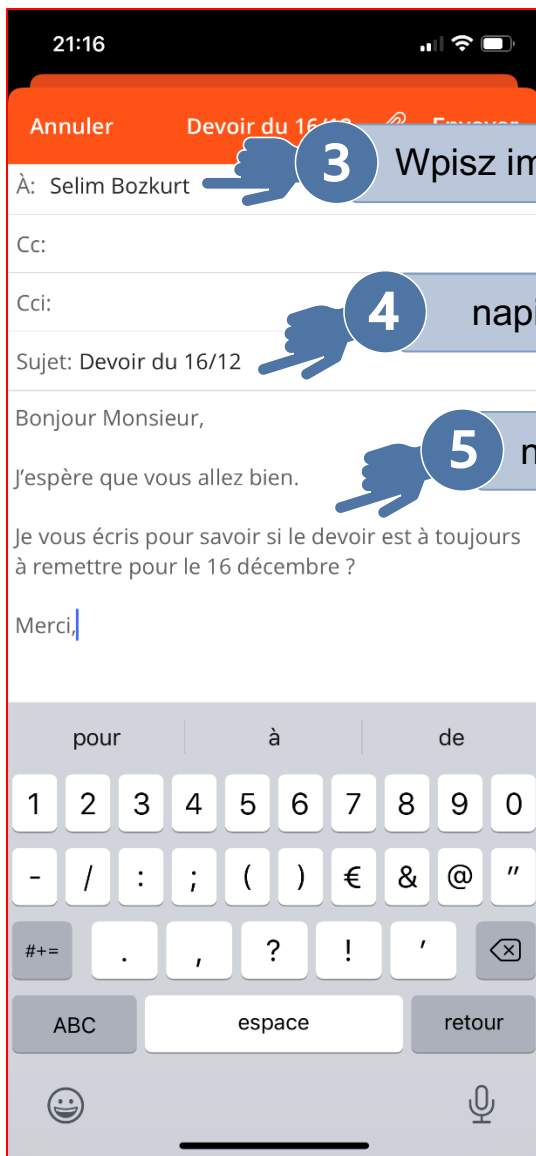 21:16
Annuler Devoir du 16/12
3 Wpisz
À: Selim Bozkurt
Cc:
Cci:
4
Sujet: Devoir du 16/12
Bonjour Monsieur,
5
J'espère que vous allez bien.
Je vous écris pour savoir si le devoir est à toujours
à remettre pour le 16 décembre ?
Merci,
pour à de
1 2 3 4 5 6 7 8 9 0
- / : ; ( ) € & @ "
#+= . , ? ! '
ABC espace retour